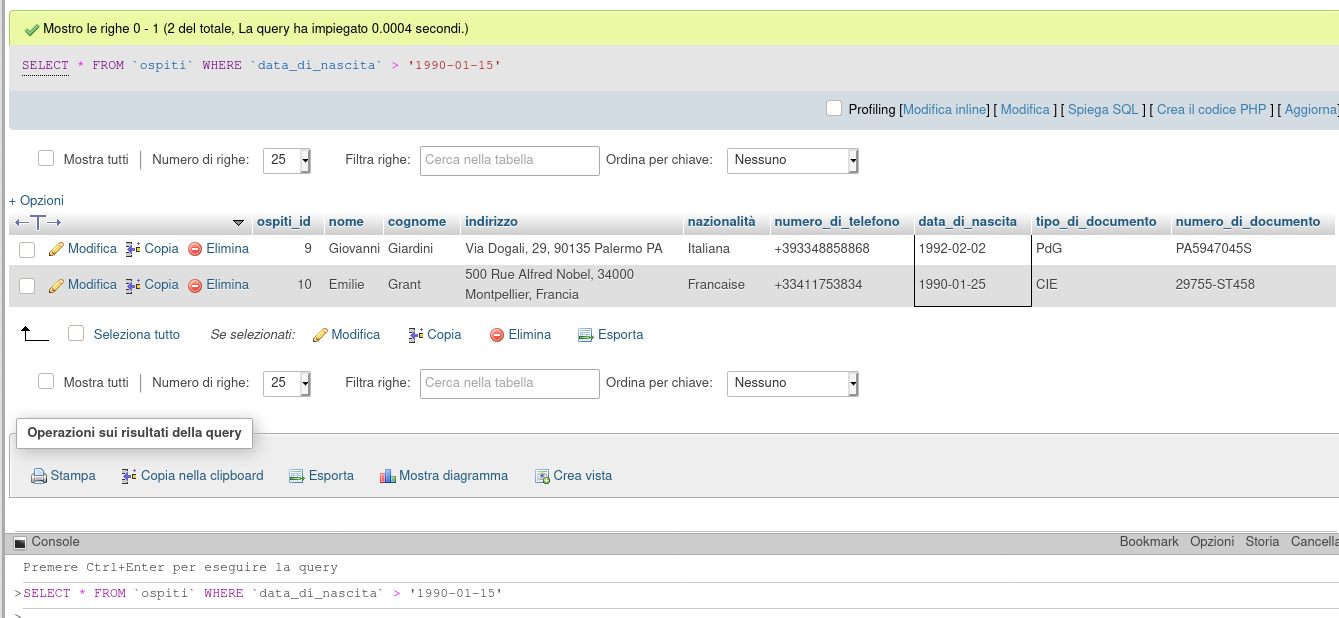 Mostro le righe 0 - 1 (2 del totale, La query ha impiegato 0.0004 secondi.)
SELECT * FROM `ospiti` WHERE `data_di_nascita` > '1990-01-15'
Profiling [Modifica inline] [ Modifica ] [ Spiega SQL ] [ Crea il codice PHP ] [ Aggiorna]
Mostra tutti Numero di righe: 25 Filtra righe: Cerca nella tabella Ordina per chiave: Nessuno
+ Opzioni
←T→ ospiti_id nome cognome indirizzo nazionalità numero_di_telefono data_di_nascita tipo_di_documento numero_di_documento
Modifica Copia Elimina 9 Giovanni Giardini Via Dogali, 29, 90135 Palermo PA Italiana +393348858868 1992-02-02 PdG PA5947045S
Modifica Copia Elimina 10 Emilie Grant 500 Rue Alfred Nobel, 34000 Francaise +33411753834 1990-01-25 CIE 29755-ST458
Montpellier, Francia
Seleziona tutto Se selezionati: Modifica Copia Elimina Esporta
Mostra tutti Numero di righe: 25 Filtra righe: Cerca nella tabella Ordina per chiave: Nessuno
Operazioni sui risultati della query
Stampa Copia nella clipboard Esporta Mostra diagramma Crea vista
Console Bookmark Opzioni Storia Cancella
Premere Ctrl+Enter per eseguire la query
>SELECT * FROM `ospiti` WHERE `data_di_nascita` > '1990-01-15'
>